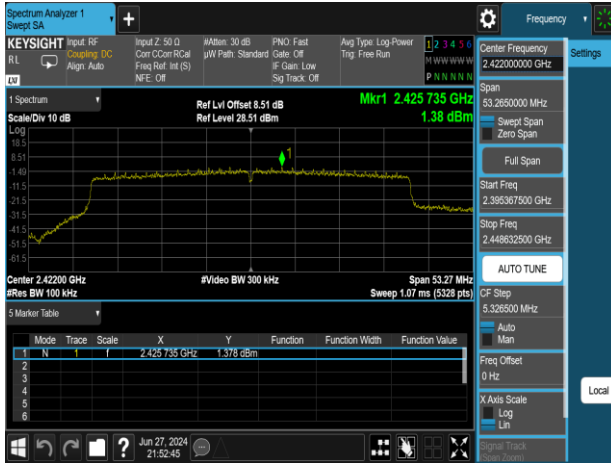 Spectrum Analyzer 1
Swept SA
Frequency
KEYSIGHT
RL
Input: RF
Coupling: DC
Align: Auto
Input Z: 50 Ω
Corr CCorr RCal
Freq Ref: Int (S)
NFE: Off
#Atten: 30 dB
µW Path: Standard
PNO: Fast
Gate: Off
IF Gain: Low
Sig Track: Off
Avg Type: Log-Power
Trig: Free Run
1 2 3 4 5 6
M W W W W W
P N N N N N
Settings
Center Frequency
2.422000000 GHz
Span
53.2650000 MHz
Swept Span
Zero Span
Full Span
Start Freq
2.395367500 GHz
Stop Freq
2.448632500 GHz
AUTO TUNE
CF Step
5.326500 MHz
Auto
Man
Freq Offset
0 Hz
X Axis Scale
Log
Lin
Signal Track
(Span Zoom)
Local
1 Spectrum
Scale/Div 10 dB
Log
Ref Lvl Offset 8.51 dB
Ref Level 28.51 dBm
Mkr1 2.425 735 GHz
1.38 dBm
18.5
8.51
-1.49
-11.5
-21.5
-31.5
-41.5
-51.5
-61.5
1
Center 2.42200 GHz
#Res BW 100 kHz
#Video BW 300 kHz
Span 53.27 MHz
Sweep 1.07 ms (5328 pts)
5 Marker Table
Mode Trace Scale X Y Function Function Width Function Value
1 N 1 f 2.425 735 GHz 1.378 dBm
2
3
4
5
6
?
Jun 27, 2024
21:52:45